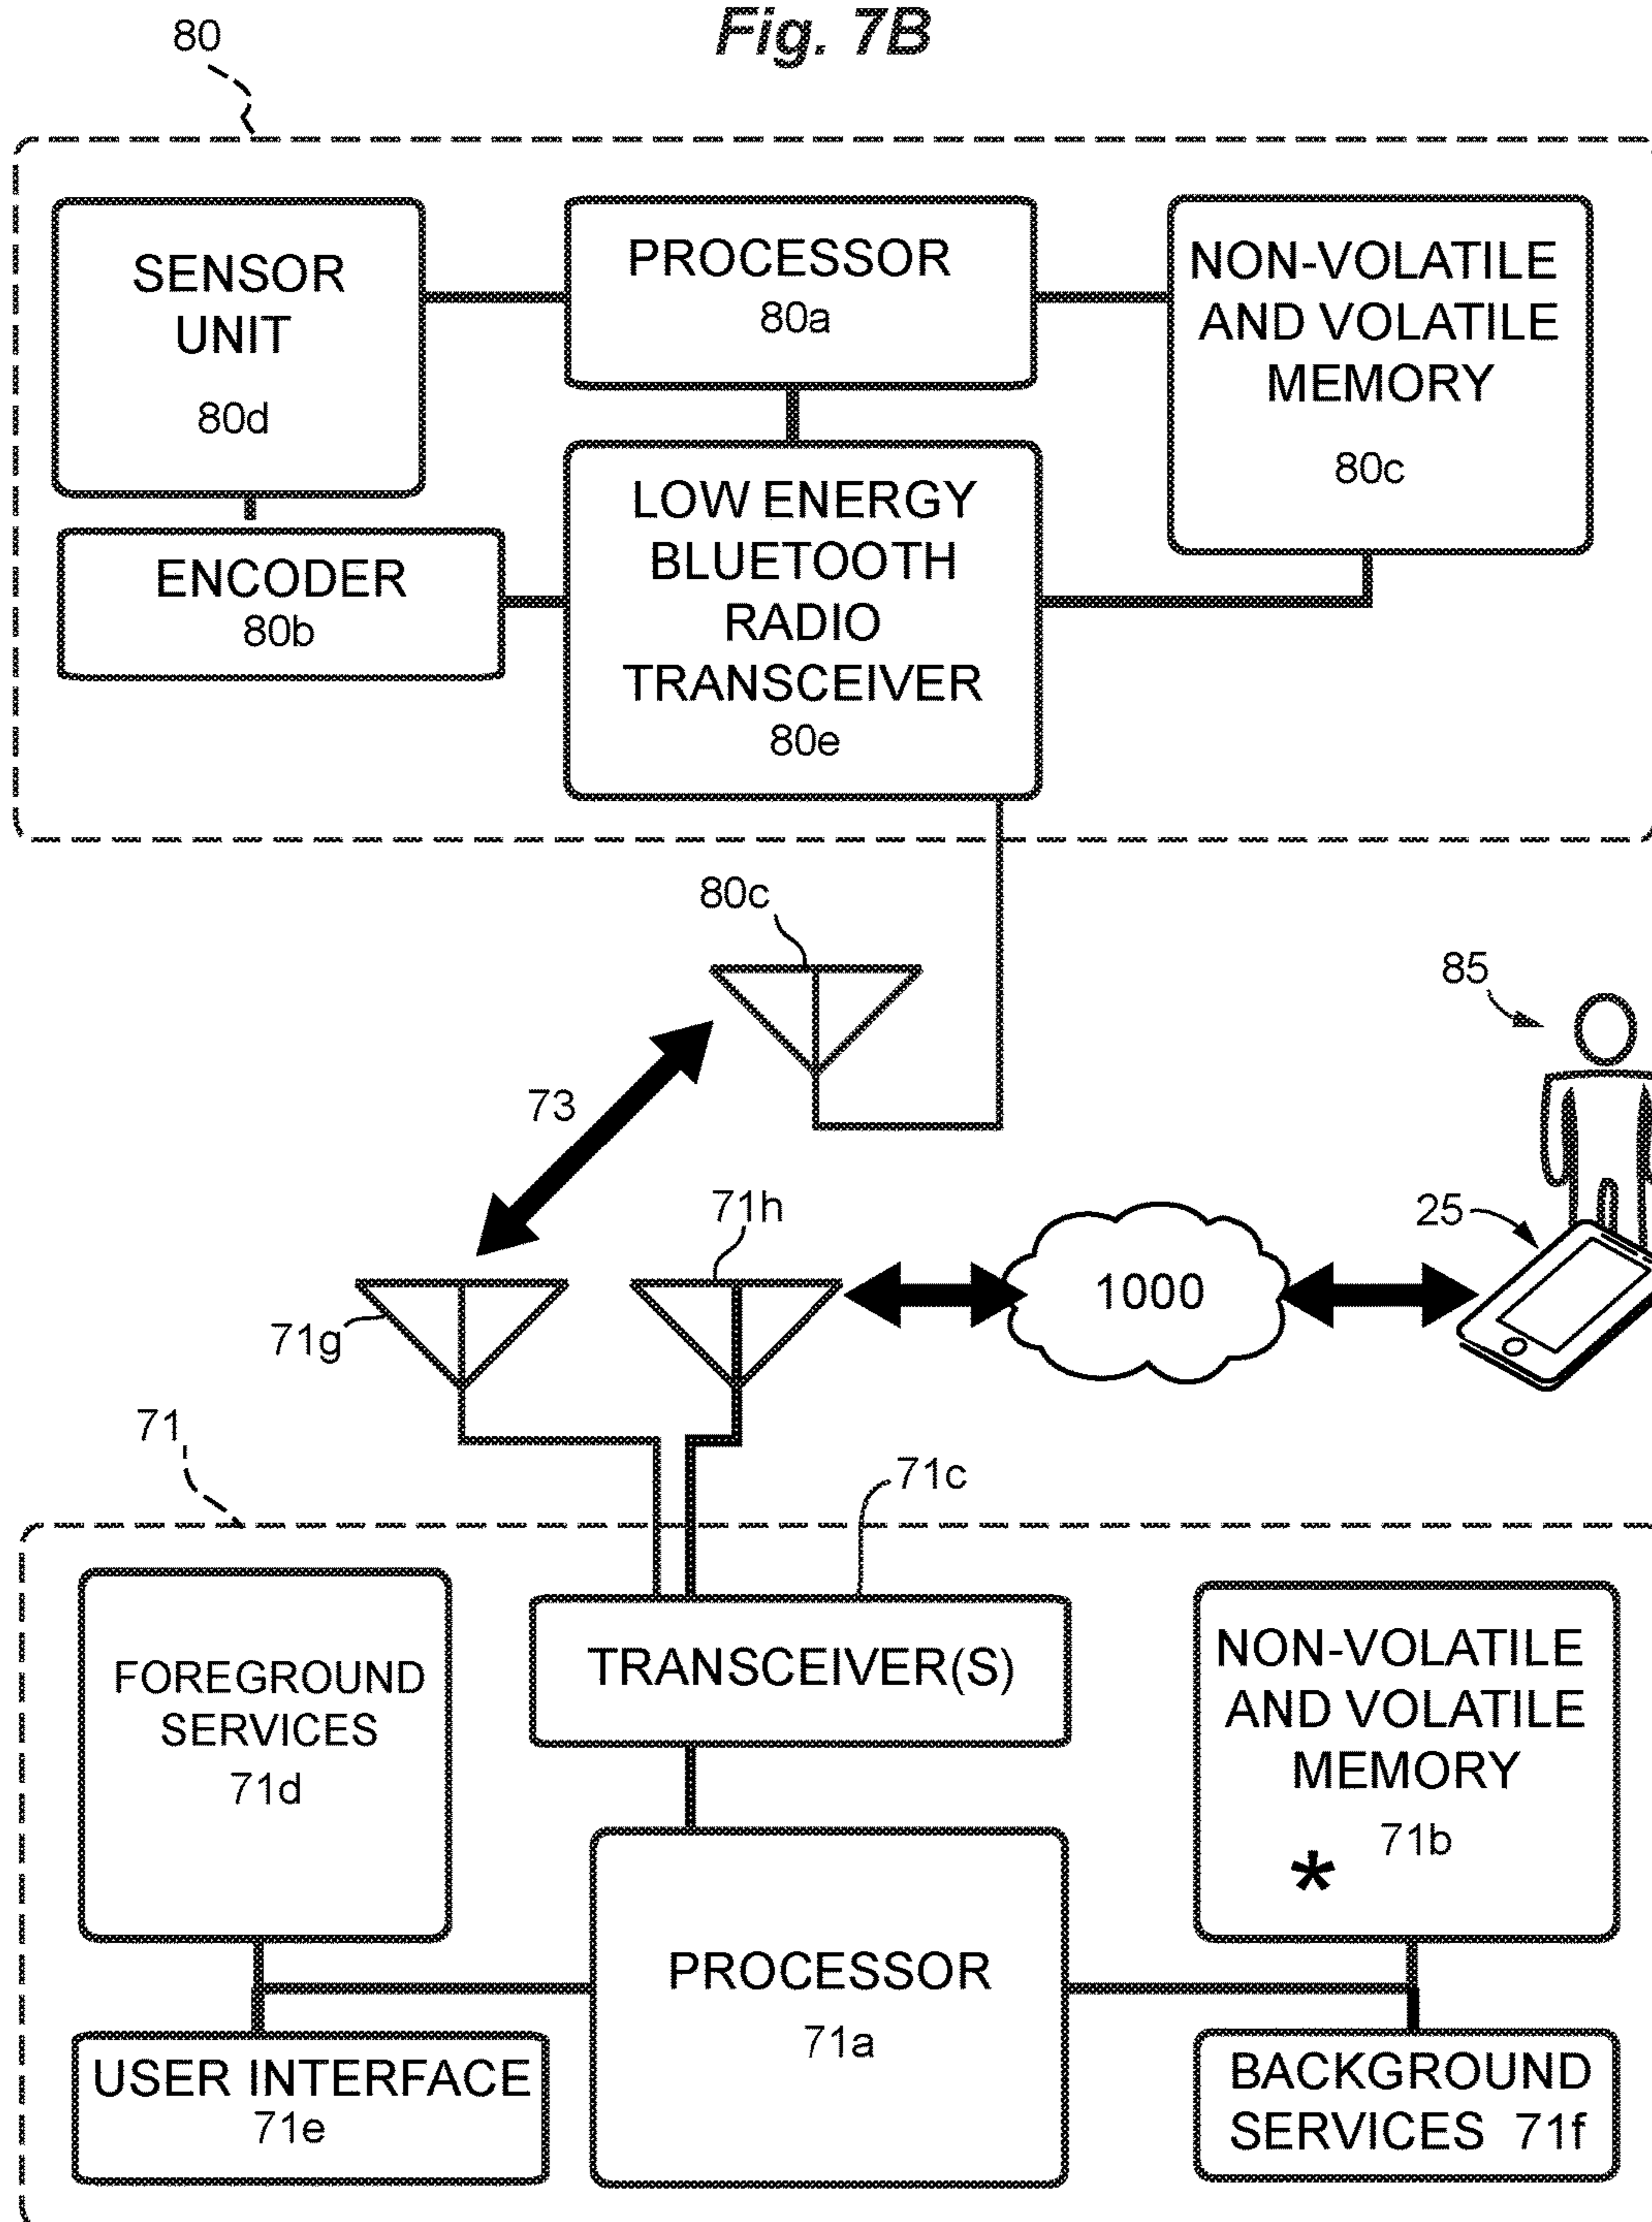 Fig. 7B
80
SENSOR
UNIT
80d
PROCESSOR
80a
NON-VOLATILE
AND VOLATILE
MEMORY
80c
ENCODER
80b
LOW ENERGY
BLUETOOTH
RADIO
TRANSCEIVER
80e
80c
85
73
71h
25
1000
71g
71
71c
FOREGROUND
SERVICES
71d
TRANSCEIVER(S)
NON-VOLATILE
AND VOLATILE
MEMORY
71b
*
PROCESSOR
71a
USER INTERFACE
71e
BACKGROUND
SERVICES 71f